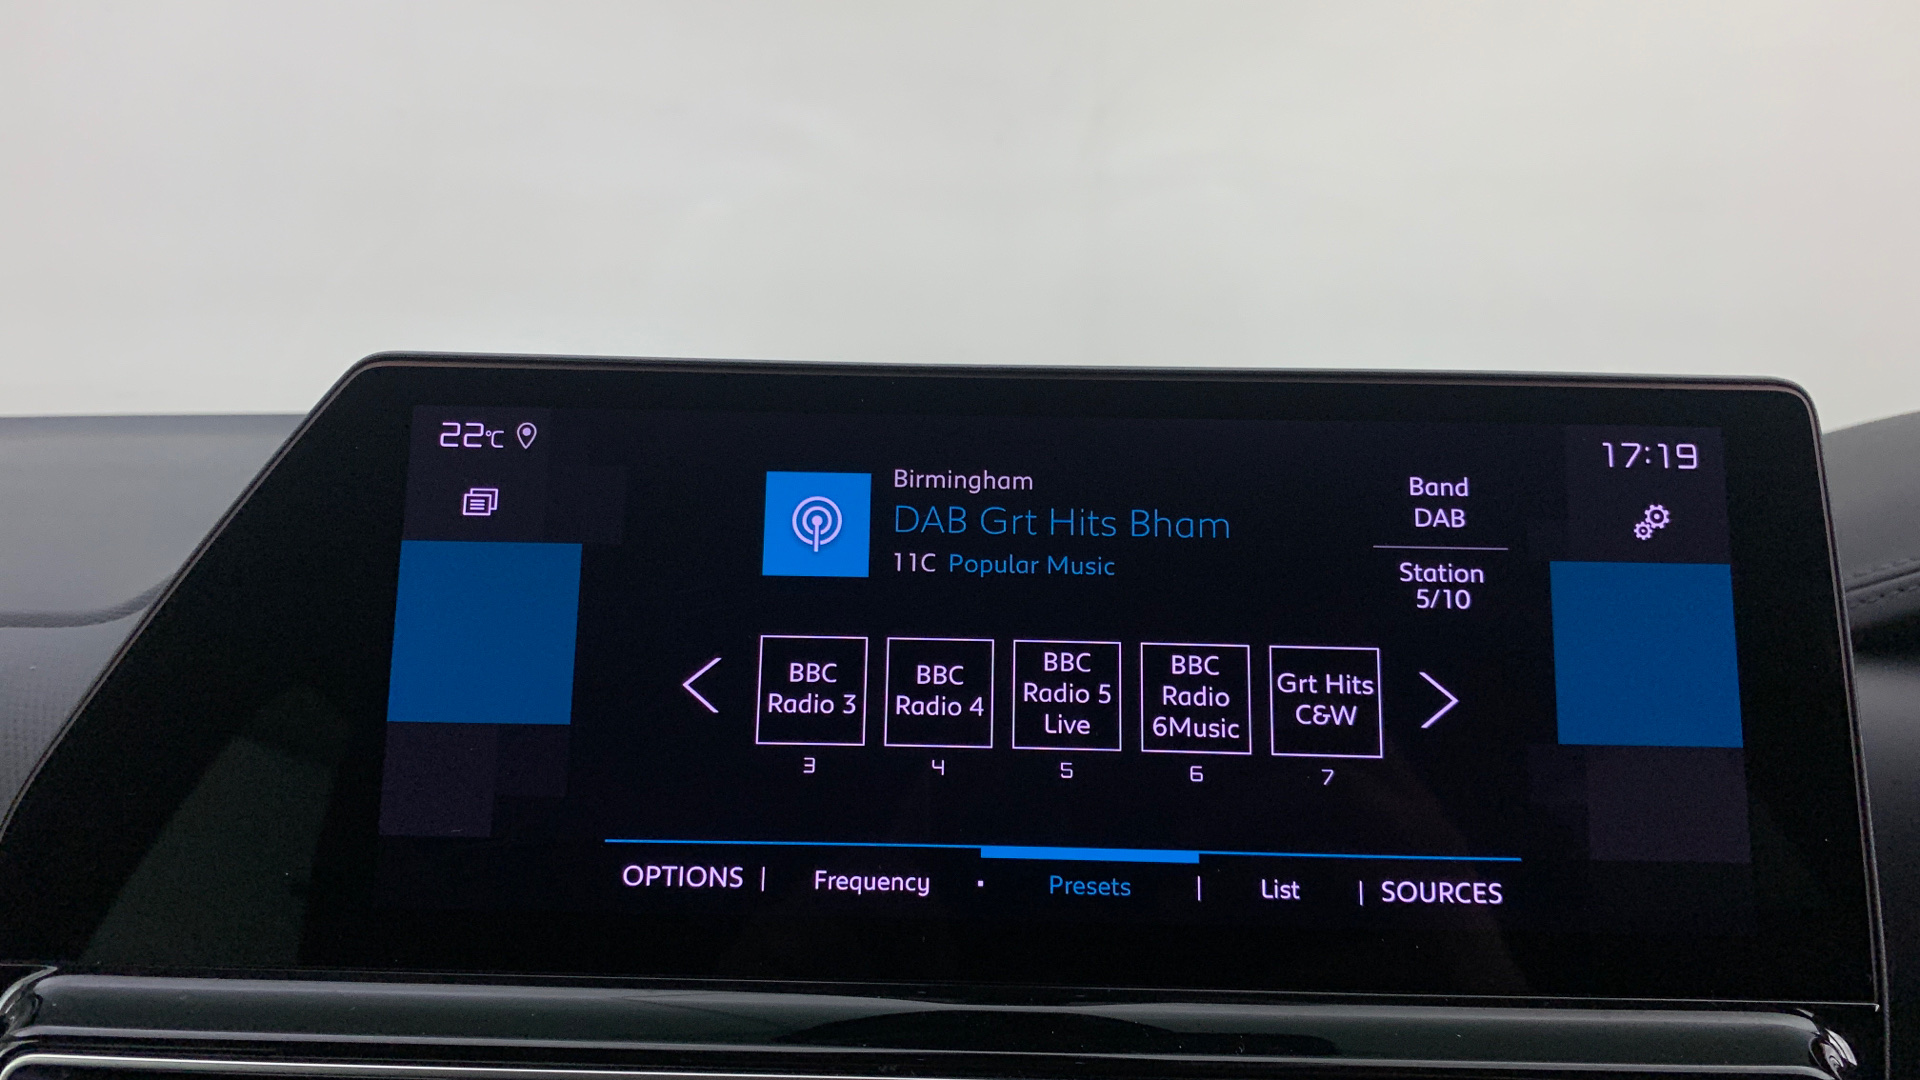 22°C
17:19
Birmingham
DAB Grt Hits Bham
11C Popular Music
Band
DAB
Station
5/10
BBC
Radio 3
3
BBC
Radio 4
4
BBC
Radio 5
Live
5
BBC
Radio
6Music
6
Grt Hits
C&W
7
OPTIONS | Frequency · Presets | List | SOURCES